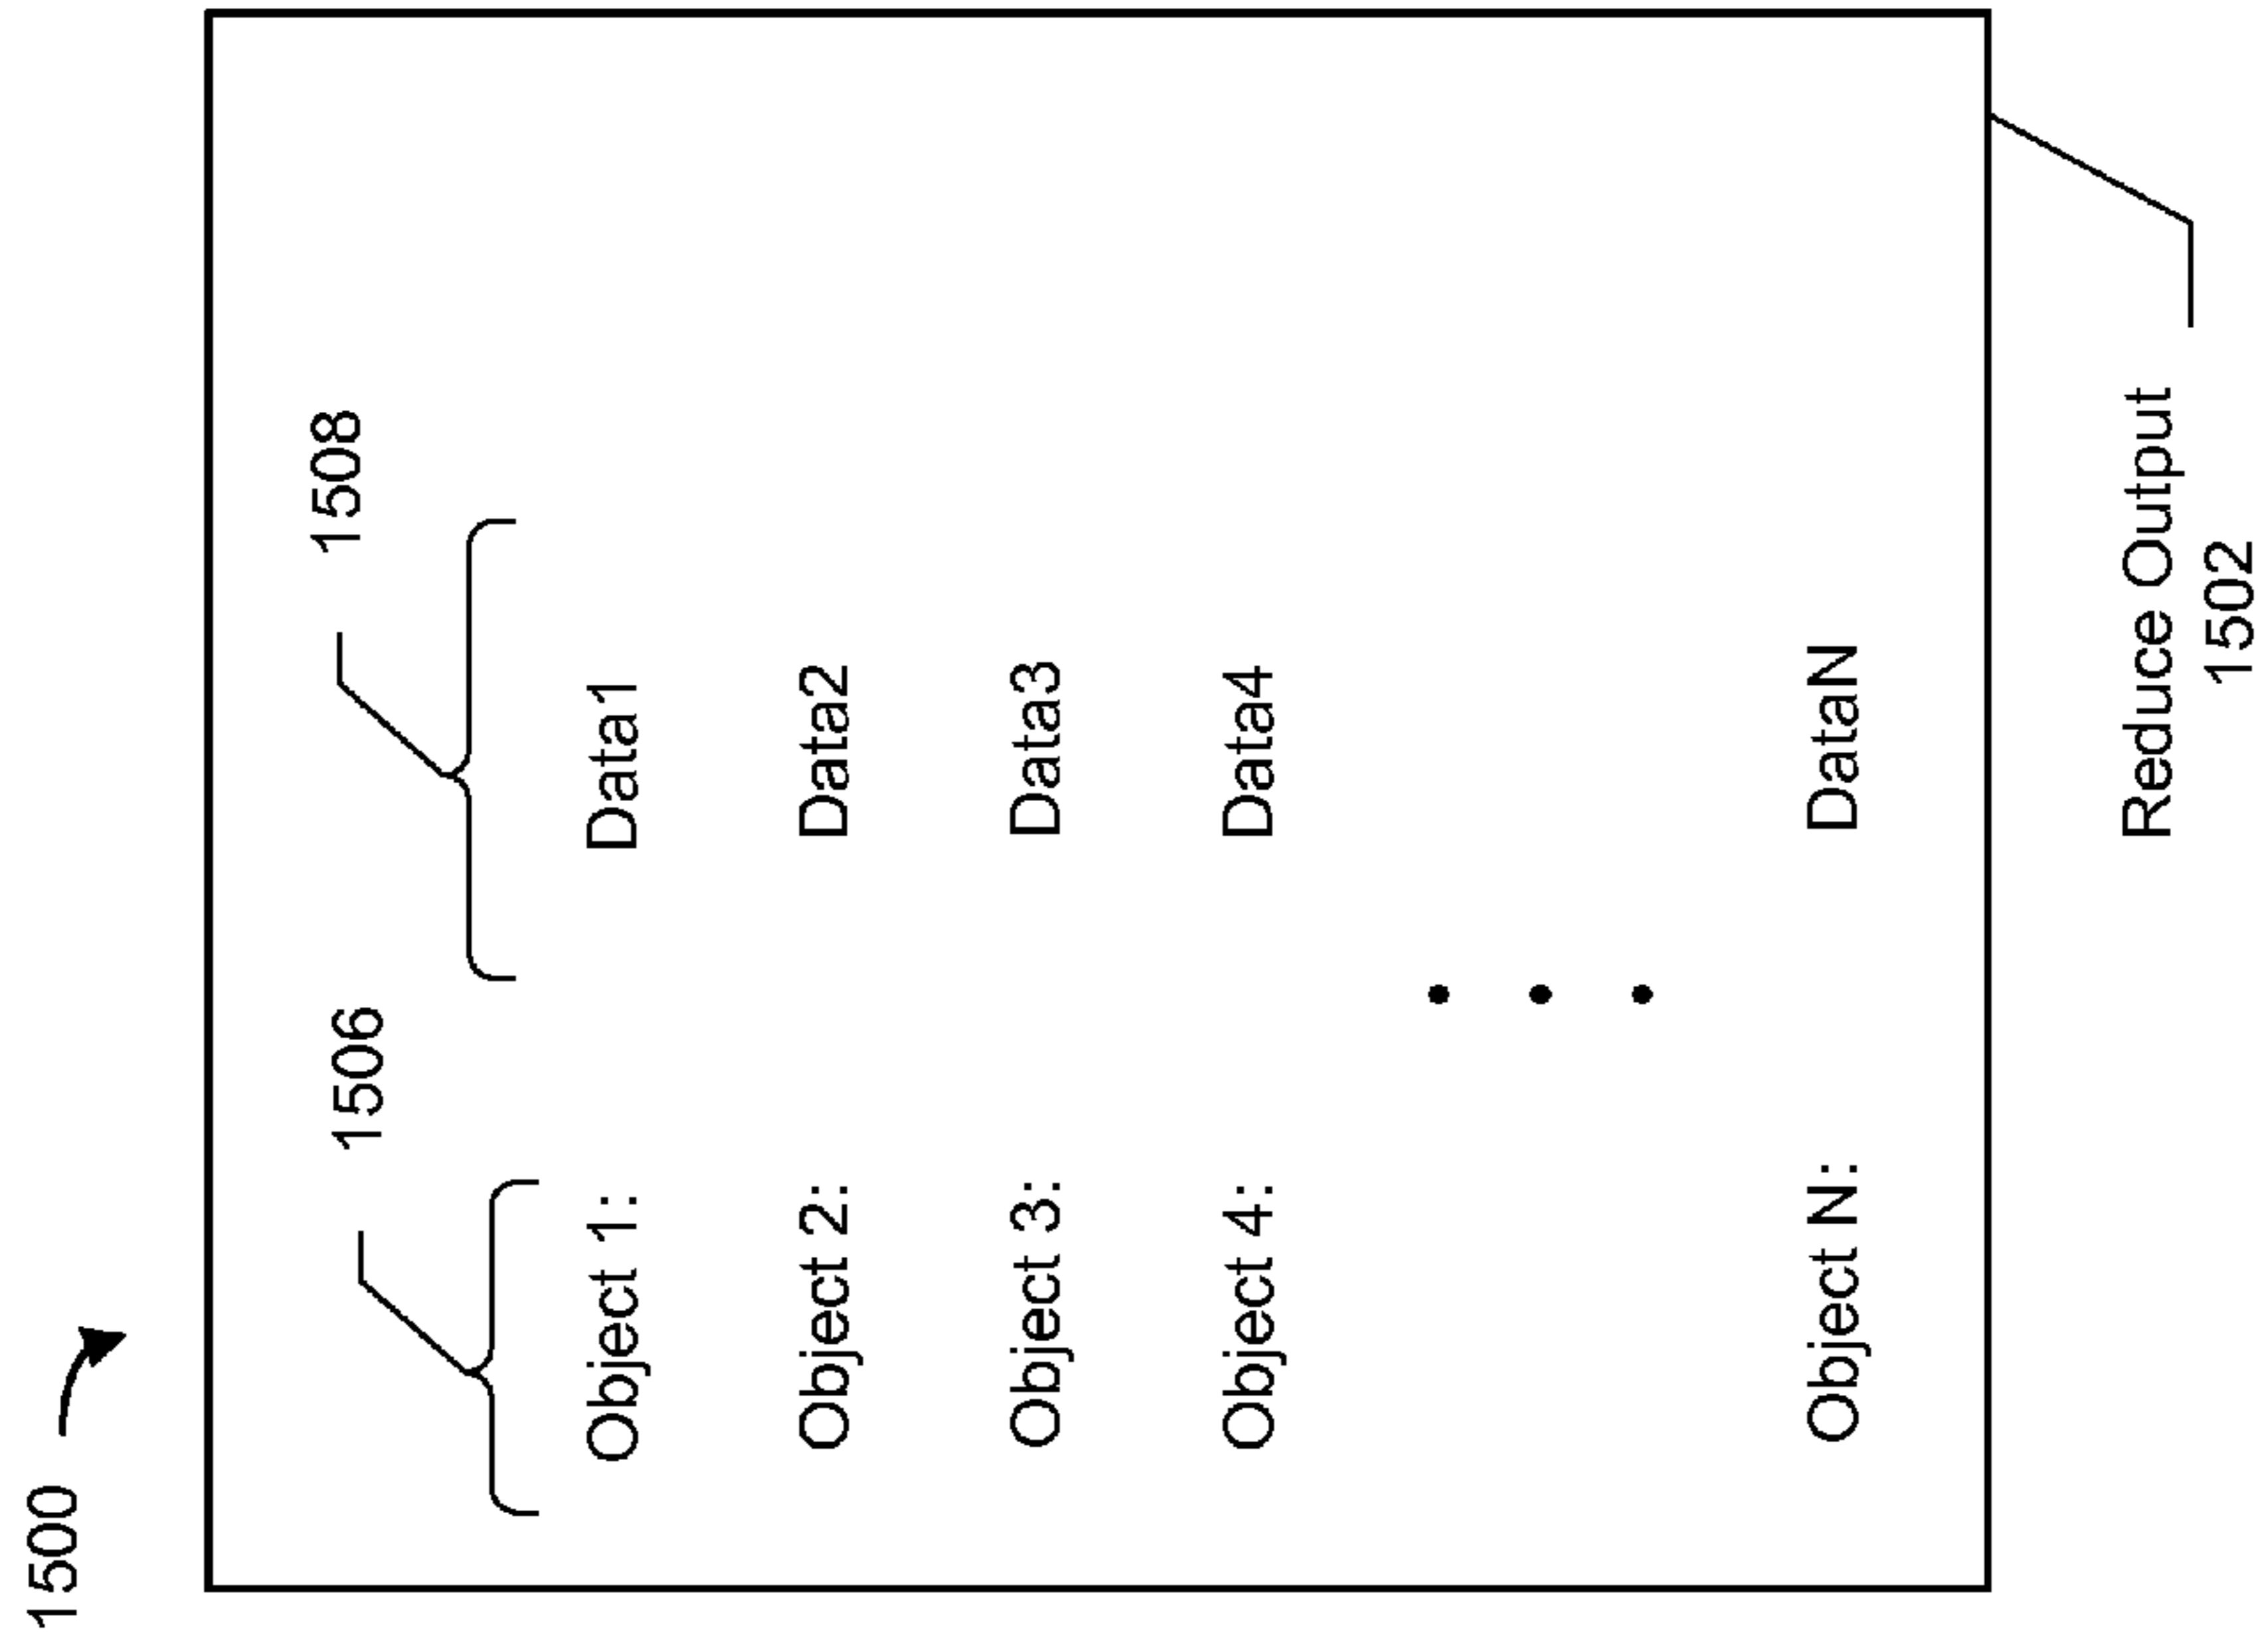 1500
1506
1508
Object 1: Data1
Object 2: Data2
Object 3: Data3
Object 4: Data4
Object N: DataN
Reduce Output
1502